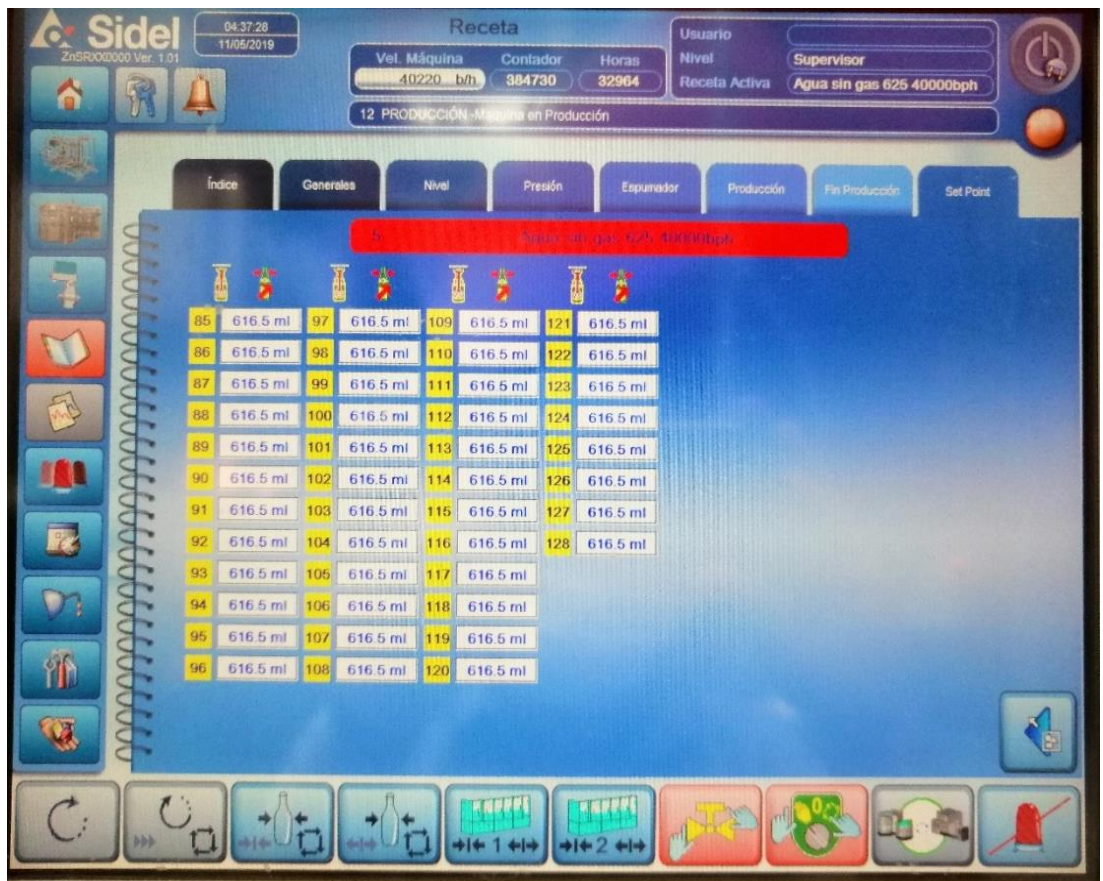 Sidel
ZnSRXX0000 Ver. 1.01
04:37:28
11/05/2019
Receta
Vel. Máquina Contador Horas
40220 b/h 384730 32964
12 PRODUCCIÓN -Maquina en Producción
Usuario
Nivel Supervisor
Receta Activa Agua sin gas 625 40000bph
Índice Generales Nivel Presión Espumador Producción Fin Producción Set Point
5 Agua sin gas 625 40000bph
85 616.5 ml 97 616.5 ml 109 616.5 ml 121 616.5 ml
86 616.5 ml 98 616.5 ml 110 616.5 ml 122 616.5 ml
87 616.5 ml 99 616.5 ml 111 616.5 ml 123 616.5 ml
88 616.5 ml 100 616.5 ml 112 616.5 ml 124 616.5 ml
89 616.5 ml 101 616.5 ml 113 616.5 ml 125 616.5 ml
90 616.5 ml 102 616.5 ml 114 616.5 ml 126 616.5 ml
91 616.5 ml 103 616.5 ml 115 616.5 ml 127 616.5 ml
92 616.5 ml 104 616.5 ml 116 616.5 ml 128 616.5 ml
93 616.5 ml 105 616.5 ml 117 616.5 ml
94 616.5 ml 106 616.5 ml 118 616.5 ml
95 616.5 ml 107 616.5 ml 119 616.5 ml
96 616.5 ml 108 616.5 ml 120 616.5 ml
1 2